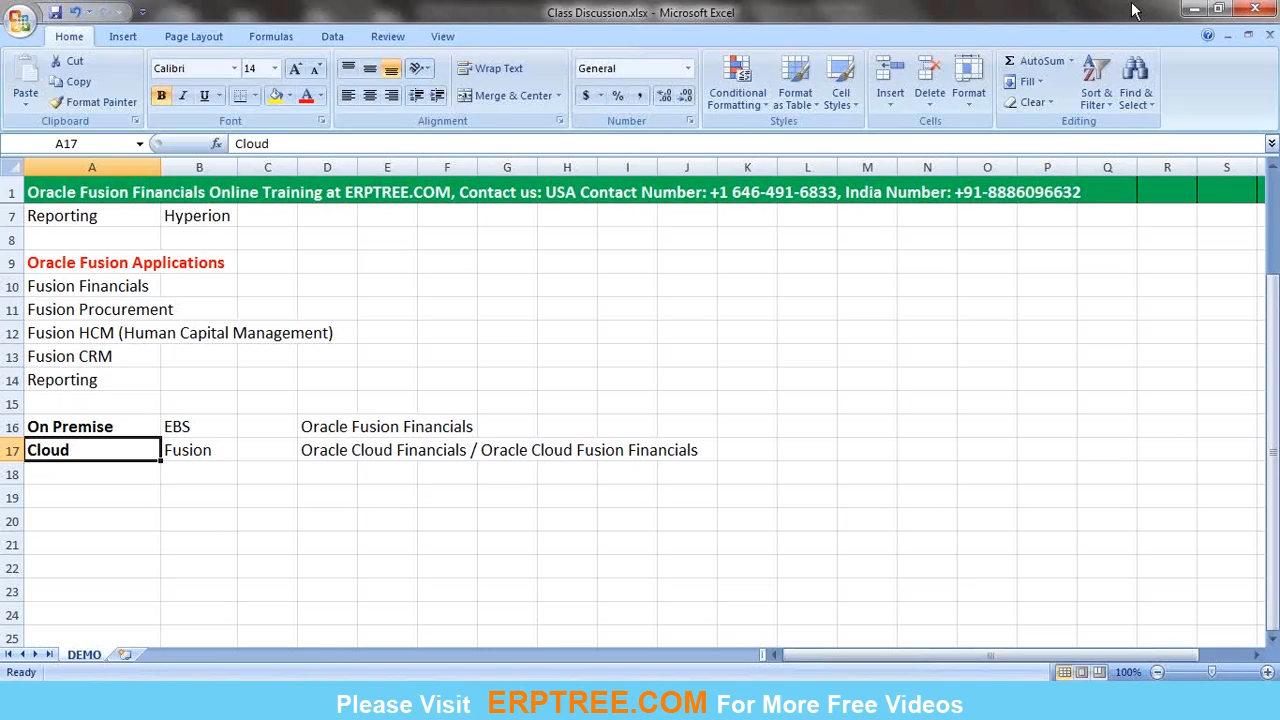 Class Discussion.xlsx - Microsoft Excel
Home Insert Page Layout Formulas Data Review View
Paste
Cut
Copy
Format Painter
Clipboard
Calibri 14
B I U
Font
Wrap Text
Merge & Center
Alignment
General
$ % ,
Number
Conditional Formatting
Format as Table
Cell Styles
Styles
Insert Delete Format
Cells
Σ AutoSum
Fill
Clear
Sort & Filter
Find & Select
Editing
A17 fx Cloud
A B C D E F G H I J K L M N O P Q R S
1 Oracle Fusion Financials Online Training at ERPTREE.COM, Contact us: USA Contact Number: +1 646-491-6833, India Number: +91-8886096632
7 Reporting Hyperion
8
9 Oracle Fusion Applications
10 Fusion Financials
11 Fusion Procurement
12 Fusion HCM (Human Capital Management)
13 Fusion CRM
14 Reporting
15
16 On Premise EBS Oracle Fusion Financials
17 Cloud Fusion Oracle Cloud Financials / Oracle Cloud Fusion Financials
18
19
20
21
22
23
24
25
DEMO
Ready 100%
Please Visit ERPTREE.COM For More Free Videos